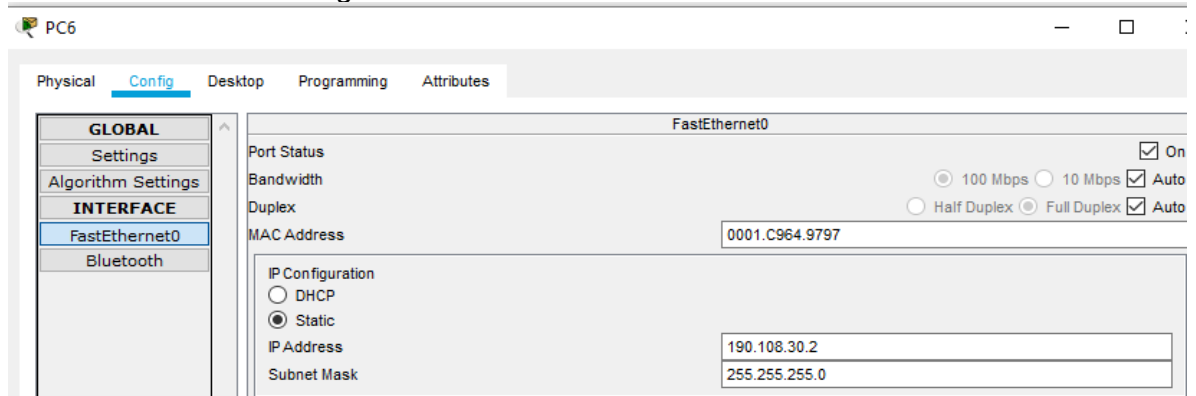 PC6
Physical Config Desktop Programming Attributes
GLOBAL
Settings
Algorithm Settings
INTERFACE
FastEthernet0
Bluetooth
FastEthernet0
Port Status On
Bandwidth 100 Mbps 10 Mbps Auto
Duplex Half Duplex Full Duplex Auto
MAC Address 0001.C964.9797
IP Configuration
DHCP
Static
IP Address 190.108.30.2
Subnet Mask 255.255.255.0